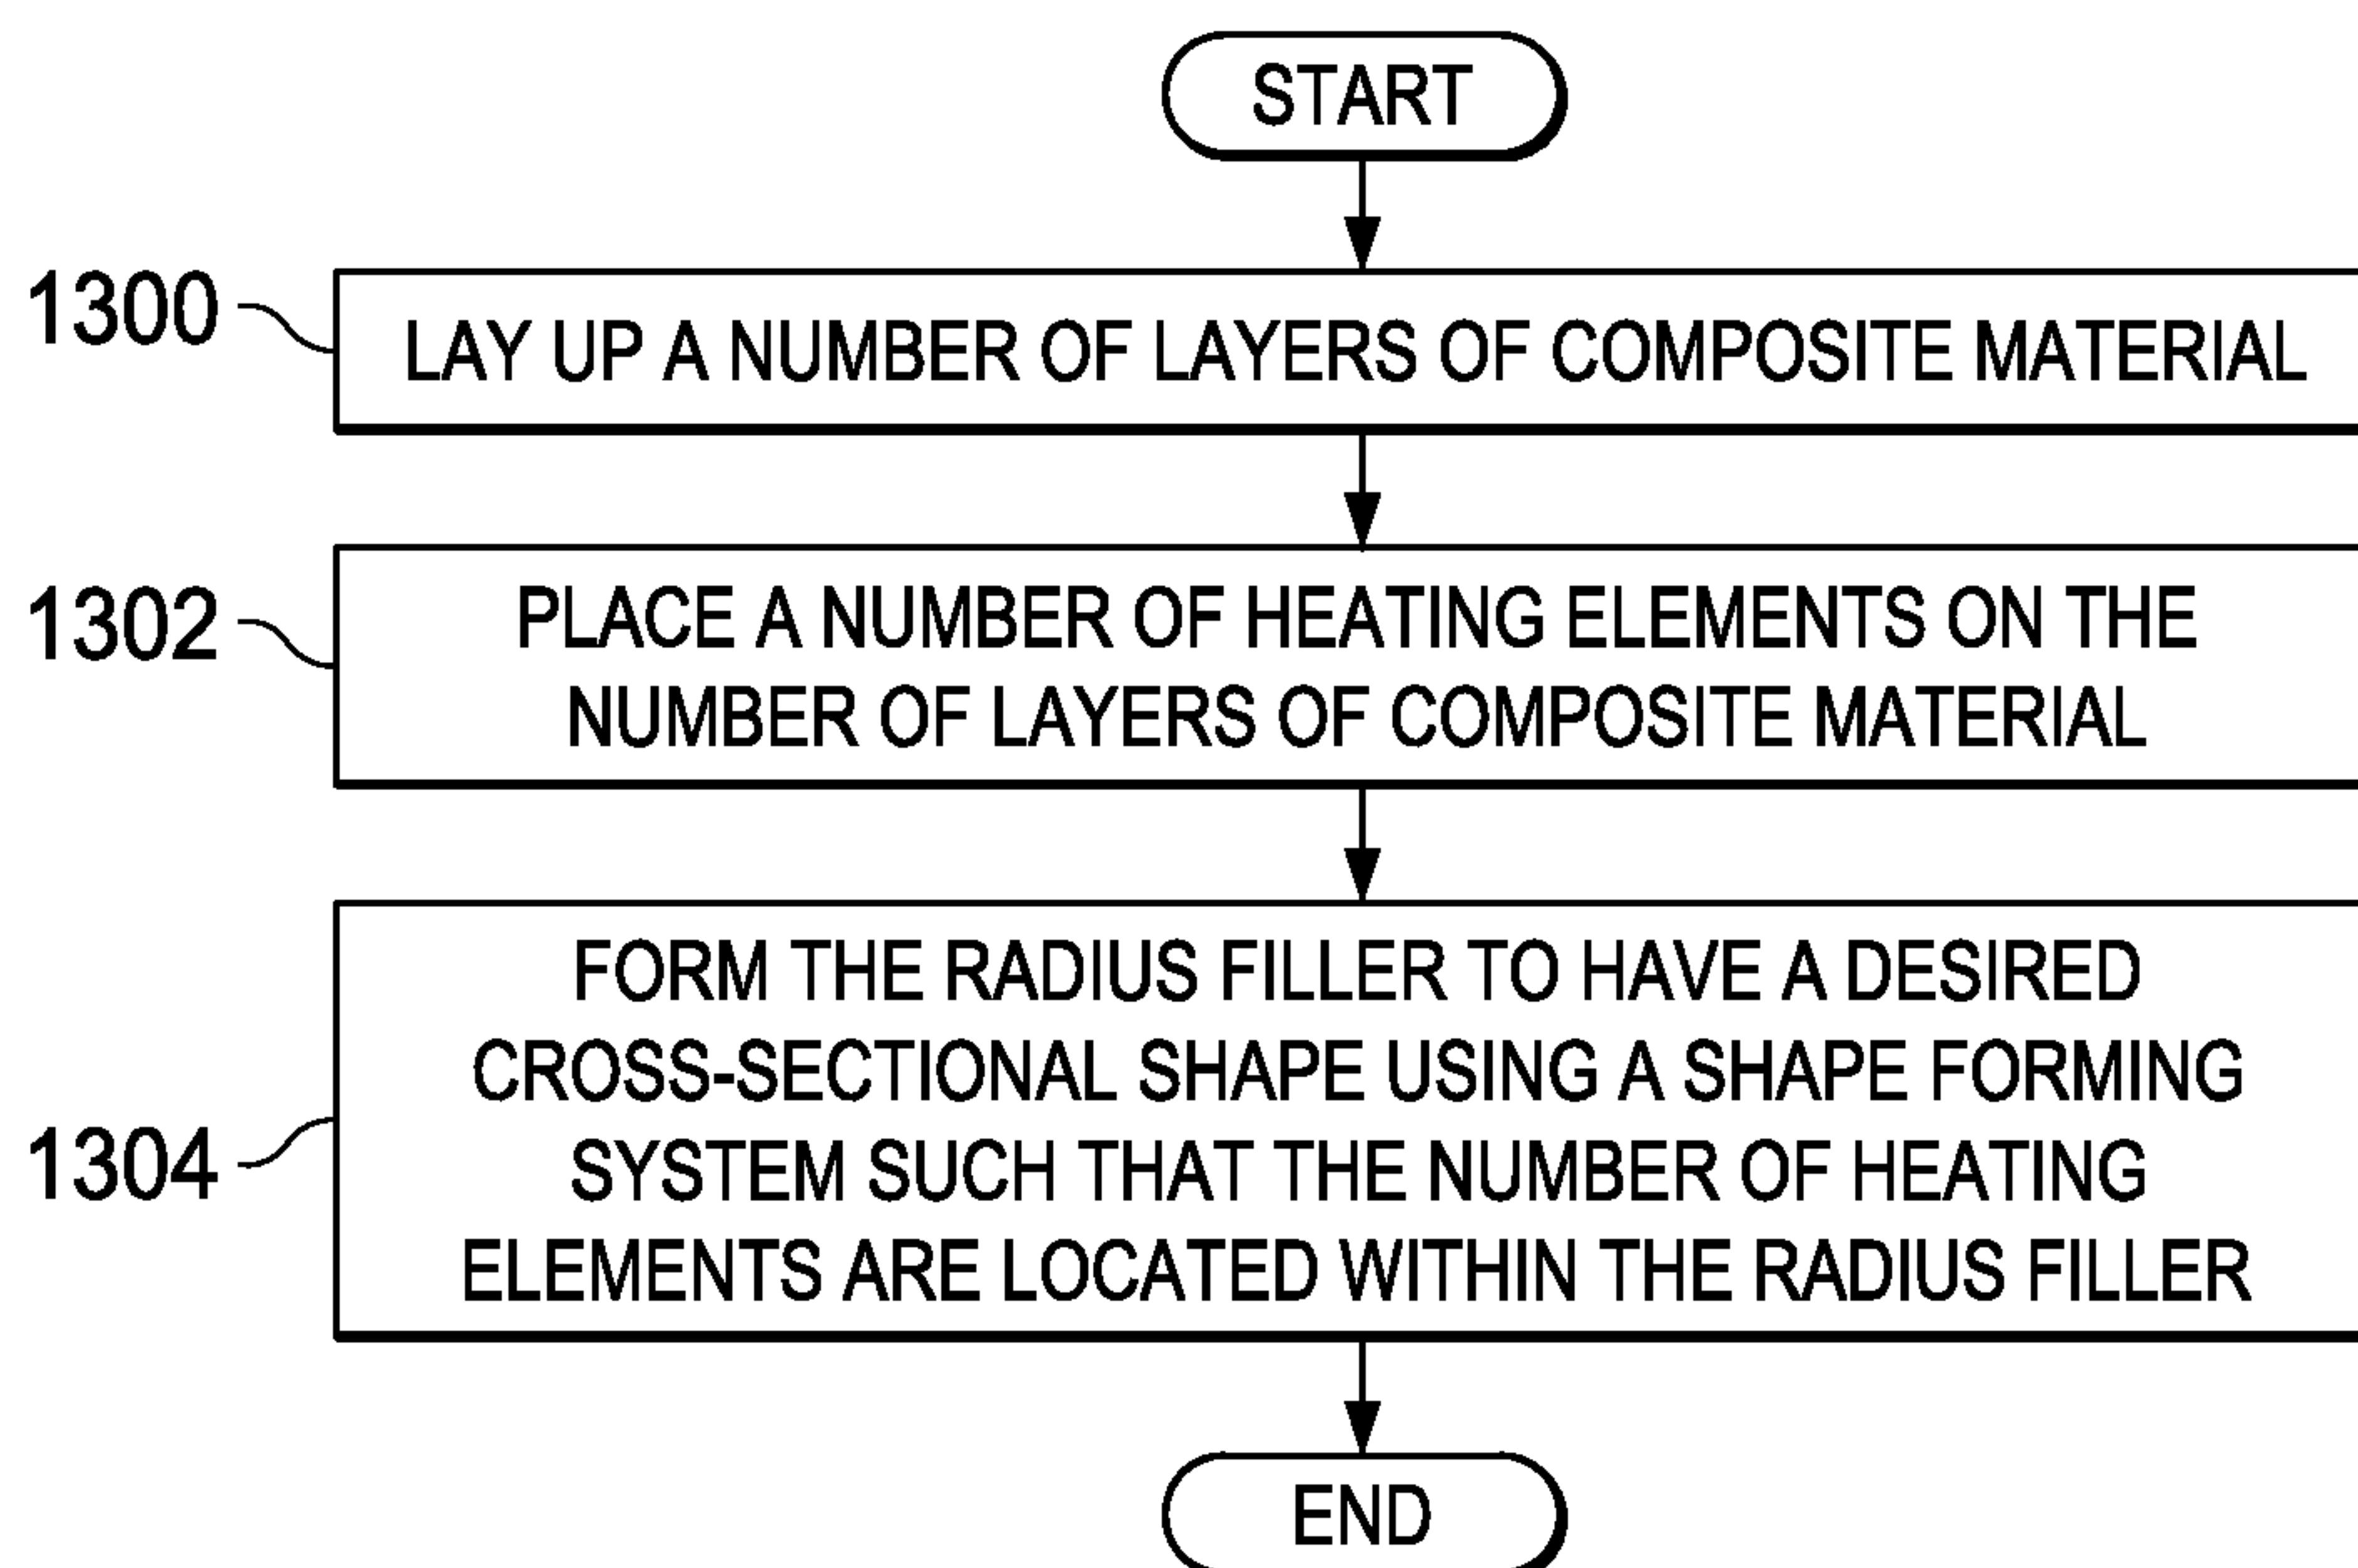 START
1300
LAY UP A NUMBER OF LAYERS OF COMPOSITE MATERIAL
1302
PLACE A NUMBER OF HEATING ELEMENTS ON THE
NUMBER OF LAYERS OF COMPOSITE MATERIAL
1304
FORM THE RADIUS FILLER TO HAVE A DESIRED
CROSS-SECTIONAL SHAPE USING A SHAPE FORMING
SYSTEM SUCH THAT THE NUMBER OF HEATING
ELEMENTS ARE LOCATED WITHIN THE RADIUS FILLER
END